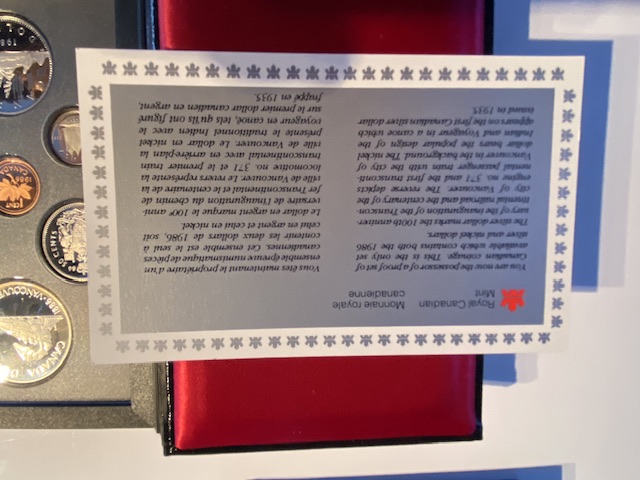 Royal Canadian
Mint
Monnaie royale
canadienne
You are now the possessor of a proof set of
Canadian coinage. This is the only set
available which contains both the 1986
silver and nickel dollars.
The silver dollar marks the 100th anniver-
sary of the inauguration of the Transcon-
tinental railroad and the centenary of the
city of Vancouver. The reverse depicts
engine no. 371 and the first transconti-
nental passenger train with the city of
Vancouver in the background. The nickel
dollar bears the popular design of the
Indian and Voyageur in a canoe which
appears on the first Canadian silver dollar
issued in 1935.
Vous êtes maintenant le propriétaire d'un
ensemble épreuve numismatique de pièces
canadiennes. Cet ensemble est le seul à
contenir les deux dollars de 1986, soit
celui en argent et celui en nickel.
Le dollar en argent marque le 100e anni-
versaire de l'inauguration du chemin de
fer Transcontinental et le centenaire de la
ville de Vancouver. Le revers représente la
locomotive no. 371 et le premier train
transcontinental avec en arrière-plan la
ville de Vancouver. Le dollar en nickel
présente le traditionnel Indien avec le
voyageur en canoë, tels qu'ils ont figuré
sur le premier dollar canadien en argent,
frappé en 1935.
50 CENTS
1986 VANCOUVER
CANADA